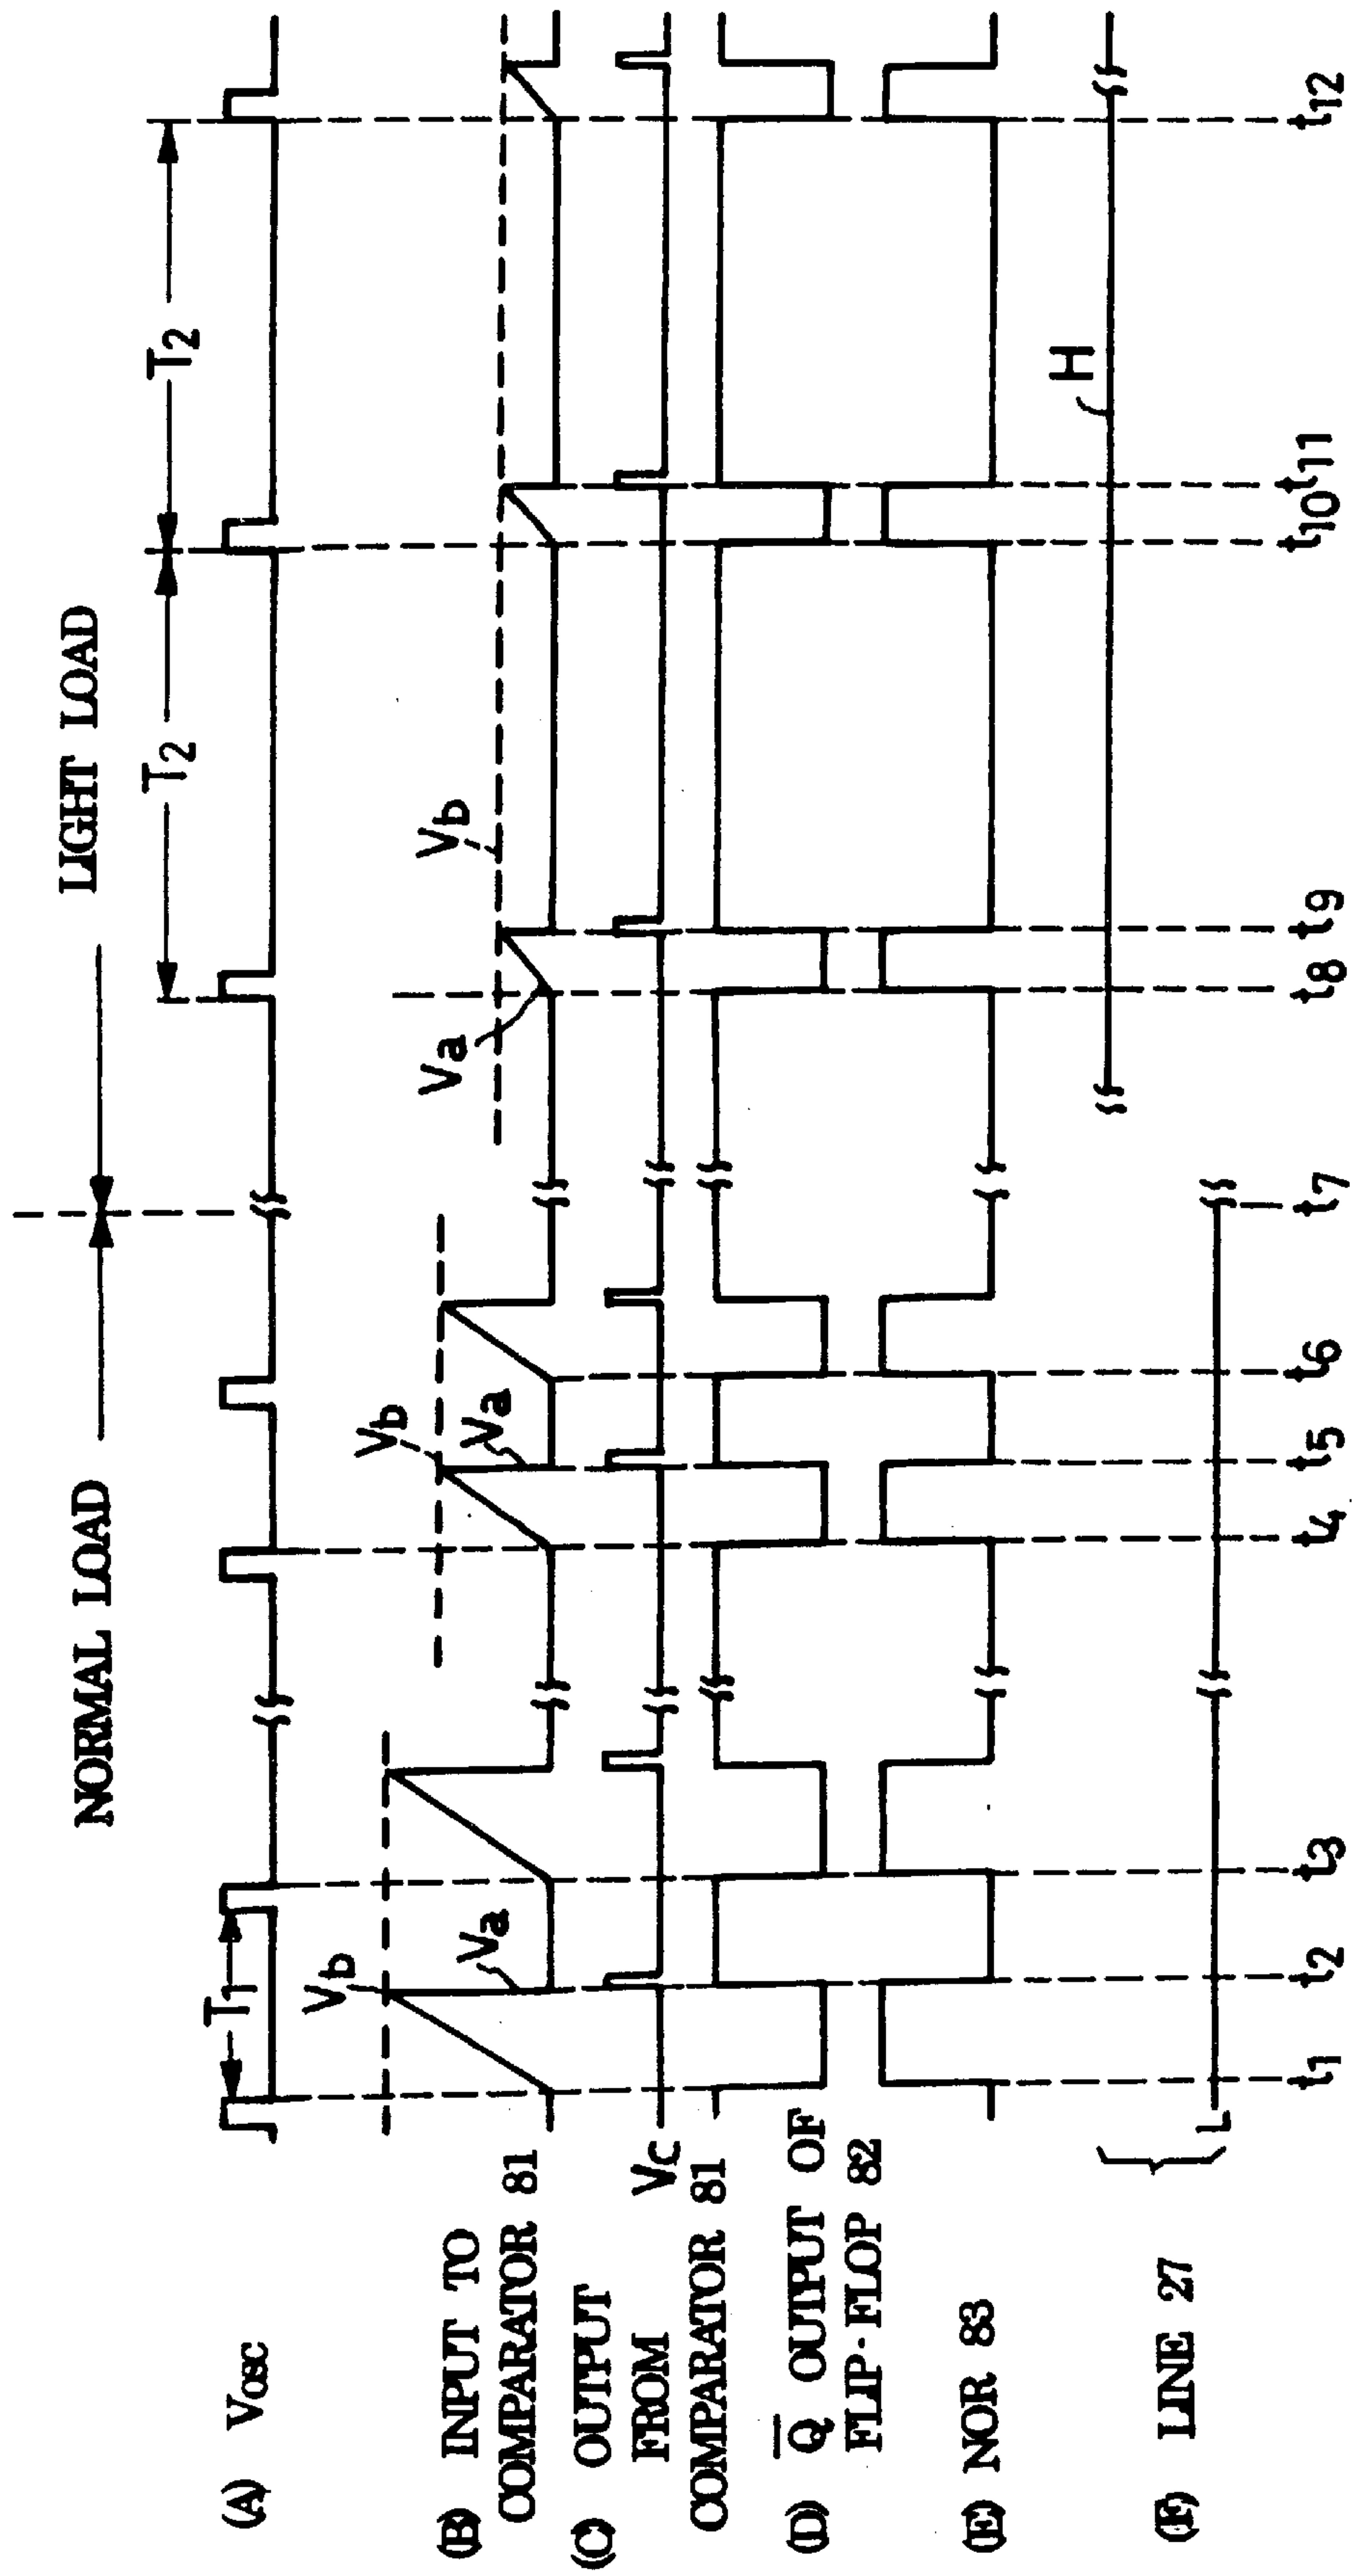 NORMAL LOAD
LIGHT LOAD
T1
T2
T2
(A) VOSC
Vb
Va
Vb
Va
Va
Vb
(B) INPUT TO
COMPARATOR 81
(C) OUTPUT
FROM
COMPARATOR 81
Vc
(D) Q̅ OUTPUT OF
FLIP-FLOP 82
(E) NOR 83
(F) LINE 27
L
H
t1 t2 t3 t4 t5 t6 t7 t8 t9 t10 t11 t12